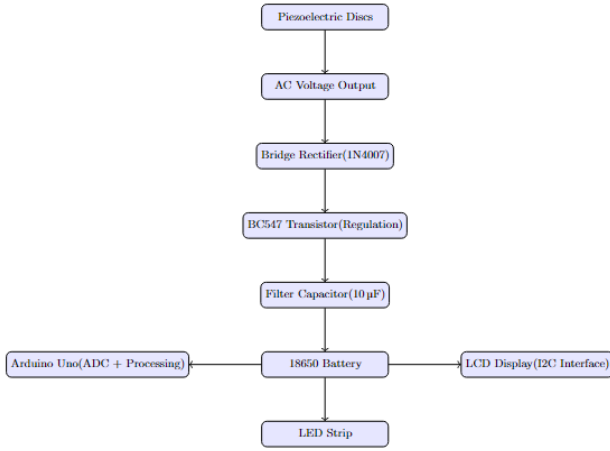 Piezoelectric Discs
AC Voltage Output
Bridge Rectifier(1N4007)
BC547 Transistor(Regulation)
Filter Capacitor(10 µF)
Arduino Uno(ADC + Processing)
18650 Battery
LCD Display(I2C Interface)
LED Strip